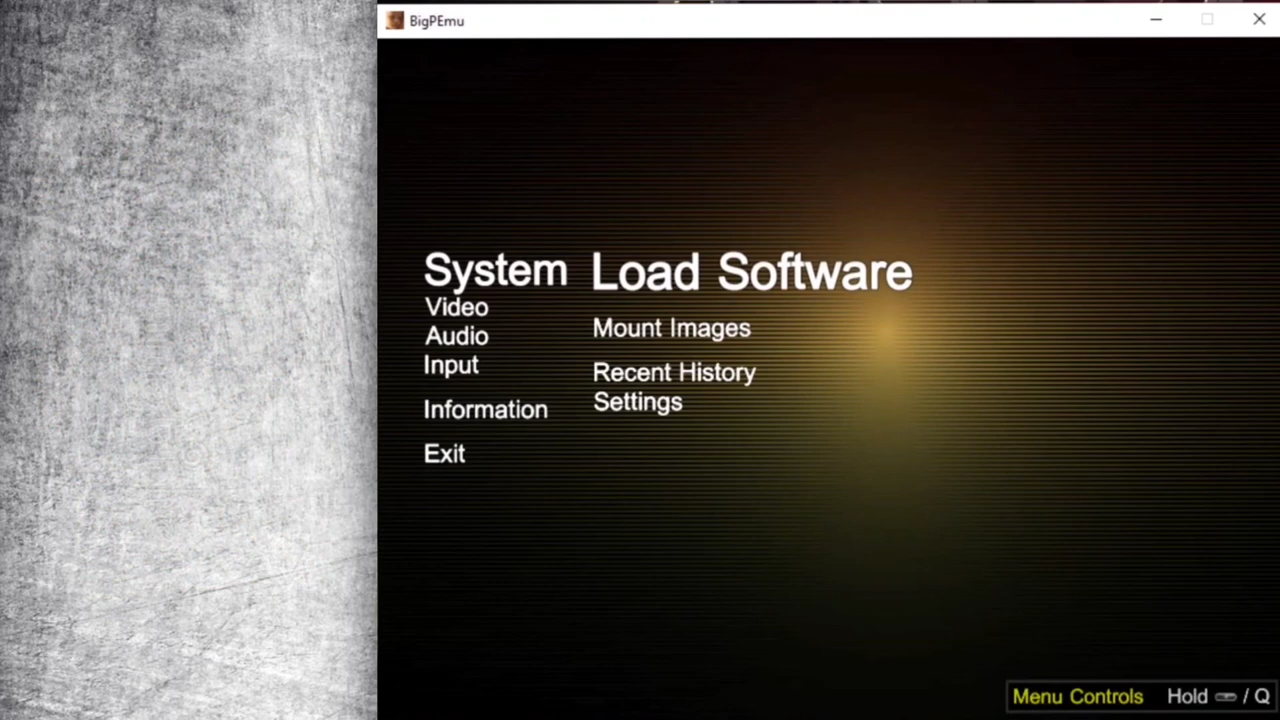 BigPEmu
System
Video
Audio
Input
Information
Exit
Load Software
Mount Images
Recent History
Settings
Menu Controls Hold / Q